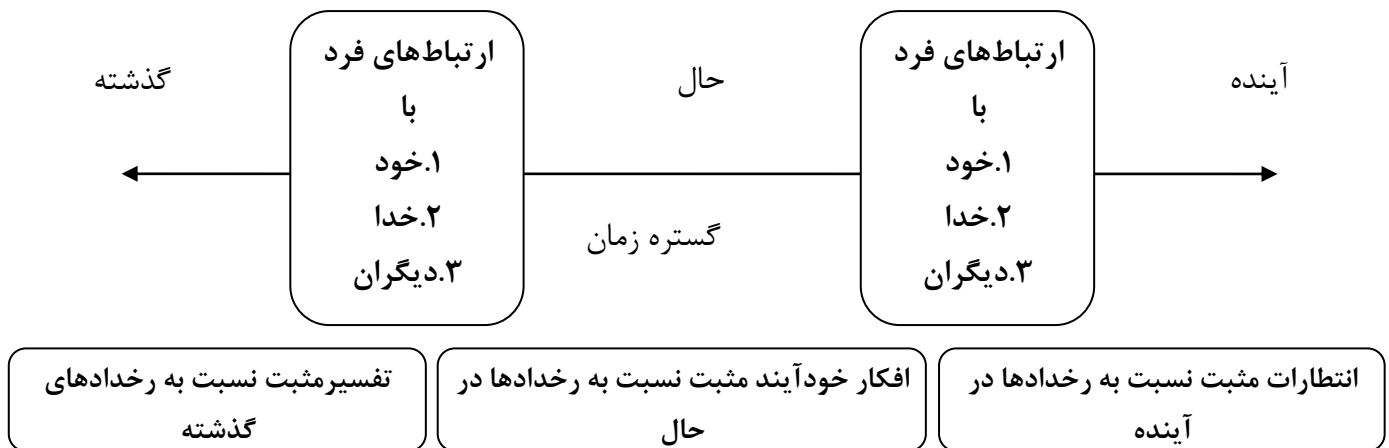 آینده
ارتباط‌های فرد
با
۱.خود
۲.خدا
۳.دیگران
حال
گستره زمان
ارتباط‌های فرد
با
۱.خود
۲.خدا
۳.دیگران
گذشته
انتطارات مثبت نسبت به رخدادها در
آینده
افکار خودآیند مثبت نسبت به رخدادها در
حال
تفسیرمثبت نسبت به رخدادهای
گذشته